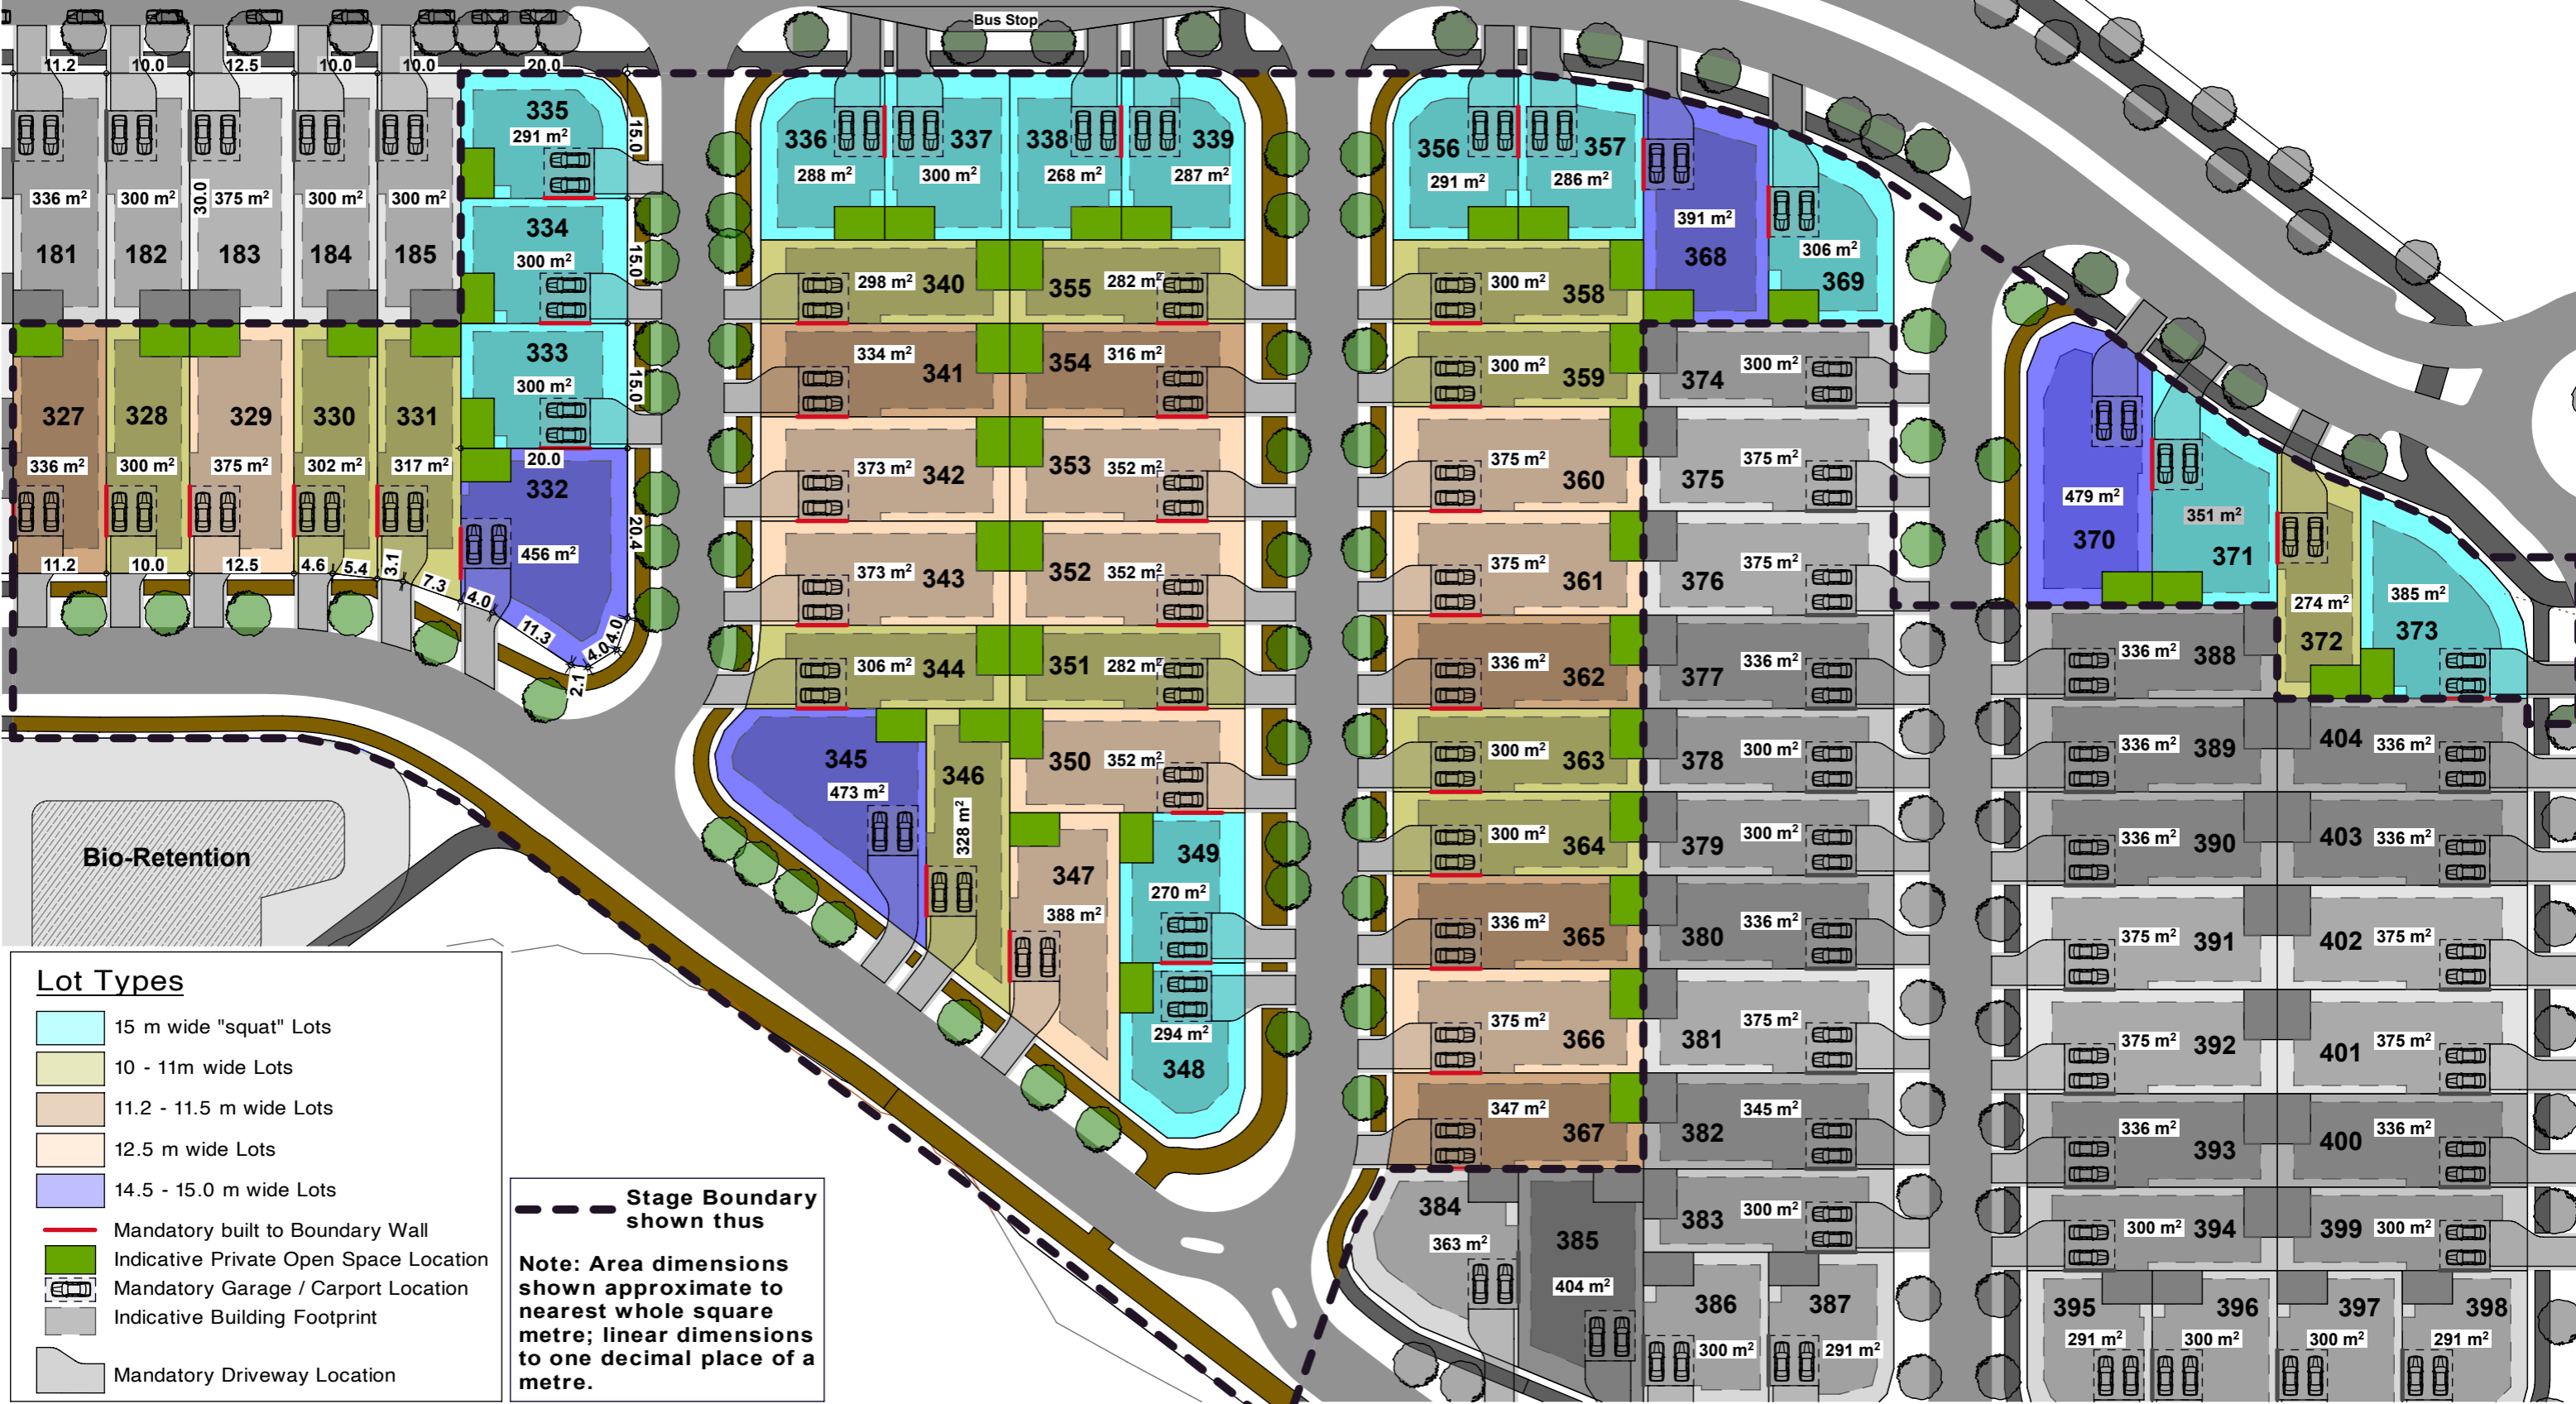 Bus Stop
11.2 10.0 12.5 10.0 10.0 20.0
335
291 m²
15.0
336 m² 300 m² 30.0 375 m² 300 m² 300 m²
181 182 183 184 185
334
300 m²
15.0
333
300 m²
15.0
20.0
332
456 m²
20.4
327 328 329 330 331
336 m² 300 m² 375 m² 302 m² 317 m²
11.2 10.0 12.5 4.6 5.4 3.1 7.3 4.0 11.3 2.1 4.0 4.0
336 337 338 339
288 m² 300 m² 268 m² 287 m²
298 m² 340 355 282 m²
334 m² 341 354 316 m²
373 m² 342 353 352 m²
373 m² 343 352 352 m²
306 m² 344 351 282 m²
345
473 m²
346
328 m²
350 352 m²
347
388 m²
349
270 m²
294 m²
348
356 357
291 m² 286 m²
391 m²
368
306 m²
369
300 m² 358
300 m² 359
375 m² 360
375 m² 361
336 m² 362
300 m² 363
300 m² 364
336 m² 365
375 m² 366
347 m² 367
374 300 m²
375 375 m²
376 375 m²
377 336 m²
378 300 m²
379 300 m²
380 336 m²
381 375 m²
382 345 m²
383 300 m²
384
363 m²
385
404 m²
386
300 m²
387
291 m²
479 m²
370
351 m²
371
274 m²
372
385 m²
373
336 m² 388
336 m² 389 404 336 m²
336 m² 390 403 336 m²
375 m² 391 402 375 m²
375 m² 392 401 375 m²
336 m² 393 400 336 m²
300 m² 394 399 300 m²
395 396 397 398
291 m² 300 m² 300 m² 291 m²
Bio-Retention
Lot Types
15 m wide "squat" Lots
10 - 11m wide Lots
11.2 - 11.5 m wide Lots
12.5 m wide Lots
14.5 - 15.0 m wide Lots
Mandatory built to Boundary Wall
Indicative Private Open Space Location
Mandatory Garage / Carport Location
Indicative Building Footprint
Mandatory Driveway Location
Stage Boundary
shown thus
Note: Area dimensions
shown approximate to
nearest whole square
metre; linear dimensions
to one decimal place of a
metre.